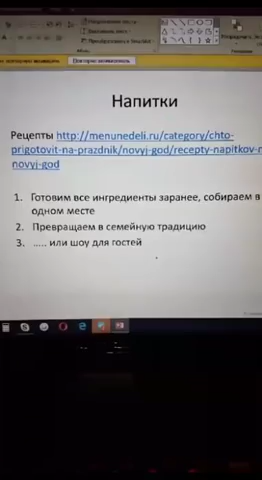 Напитки
Рецепты http://menunedeli.ru/category/chto-
prigotovit-na-prazdnik/novyj-god/recepty-napitkov-n
novyj-god
1. Готовим все ингредиенты заранее, собираем в
одном месте
2. Превращаем в семейную традицию
3. ..... или шоу для гостей